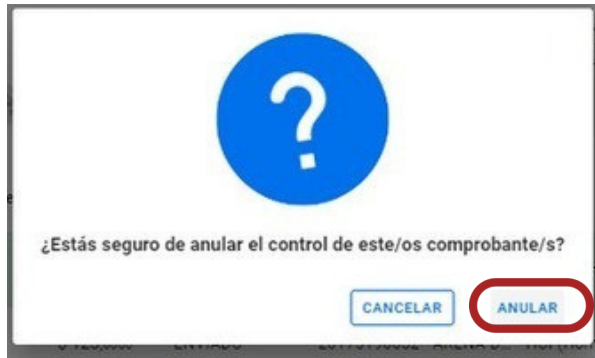 ?
¿Estás seguro de anular el control de este/os comprobante/s?
CANCELAR
ANULAR